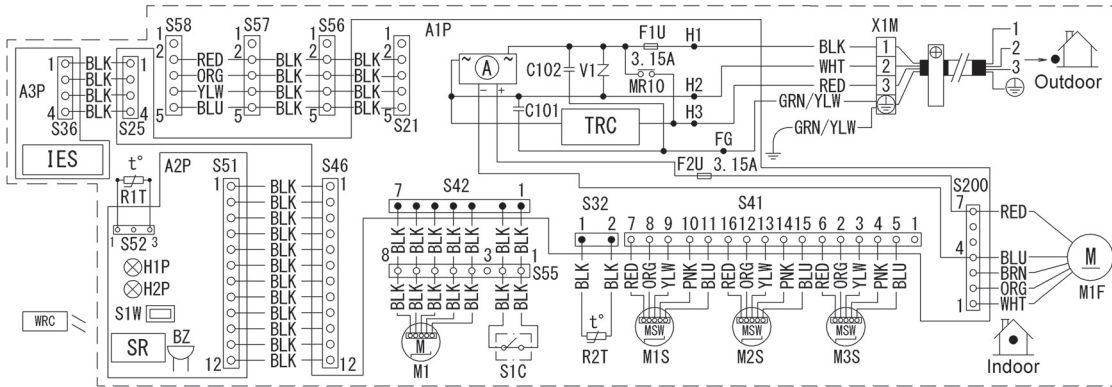 S58 S57 S56 A1P
1 1 1 1
2 2 2 2
RED BLK BLK
ORG BLK BLK
YLW BLK BLK
BLU BLK BLK
5 5 5 5
S21
A3P
1 BLK 1
BLK
BLK
4 BLK 4
S36 S25
IES
A
~ ~
− +
C102 V1
F1U
3.15A
MR10
C101
TRC
H1
H2
H3
FG
F2U 3.15A
X1M
BLK 1
WHT 2
RED 3
GRN/YLW
GRN/YLW
1
2
3
Outdoor
t°
R1T
A2P
1 3
S52
H1P
H2P
S1W
SR
BZ
WRC
S51 S46
1 BLK 1
BLK
BLK
BLK
BLK
BLK
BLK
BLK
BLK
BLK
BLK
12 BLK 12
7 S42 1
BLK BLK BLK BLK BLK BLK BLK
8 3 1
S55
BLK BLK BLK BLK BLK BLK BLK
M
M1
S1C
S32
1 2
BLK BLK
t°
R2T
S41
7 8 9 10 11 16 12 13 14 15 6 2 3 4 5 1
RED ORG YLW PNK BLU RED ORG YLW PNK BLU RED ORG YLW PNK BLU
MSW MSW MSW
M1S M2S M3S
S200
7 RED
4 BLU
BRN
ORG
1 WHT
M
M1F
Indoor